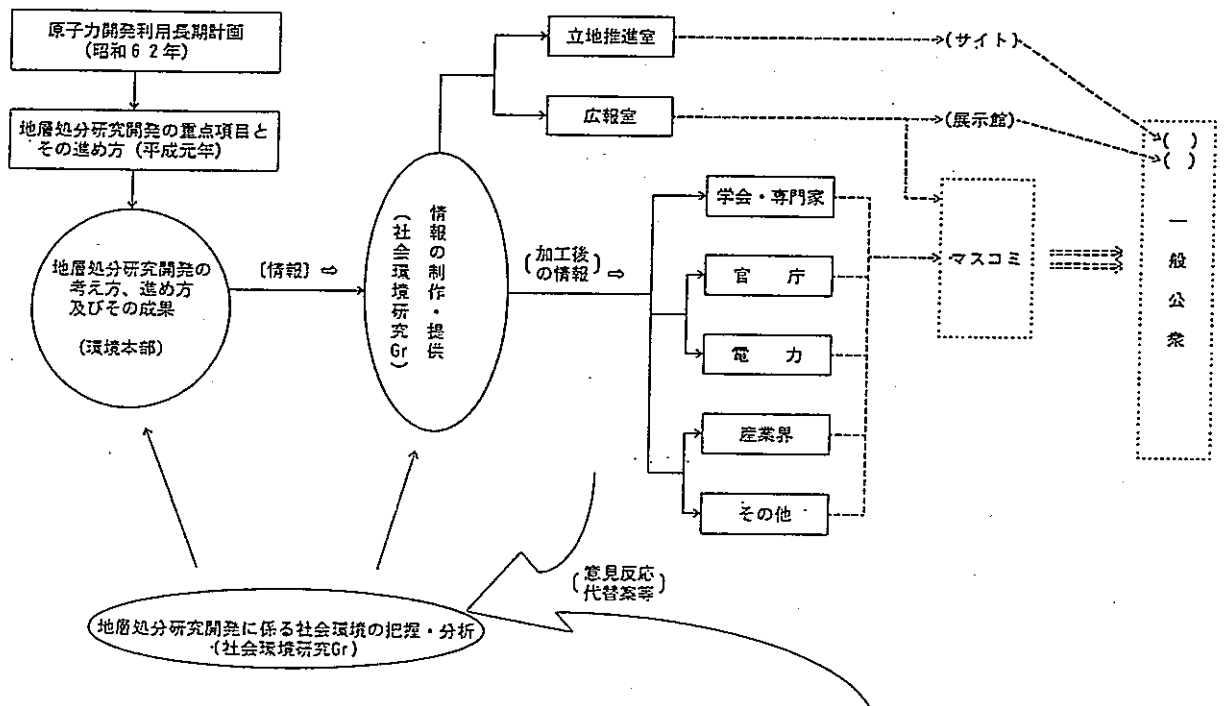 原子力開発利用長期計画
(昭和62年)
地層処分研究開発の重点項目と
その進め方(平成元年)
地層処分研究開発の
考え方、進め方
及びその成果
(環境本部)
〔情報〕⇨
情報の制作・提供
(社会環境研究Gr)
立地推進室
(サイト)
広報室
(展示館)
〔加工後
の情報〕⇨
学会・専門家
官庁
電力
産業界
その他
マスコミ
( )
( )
一般公衆
〔意見反応
代替案等〕
地層処分研究開発に係る社会環境の把握・分析
(社会環境研究Gr)